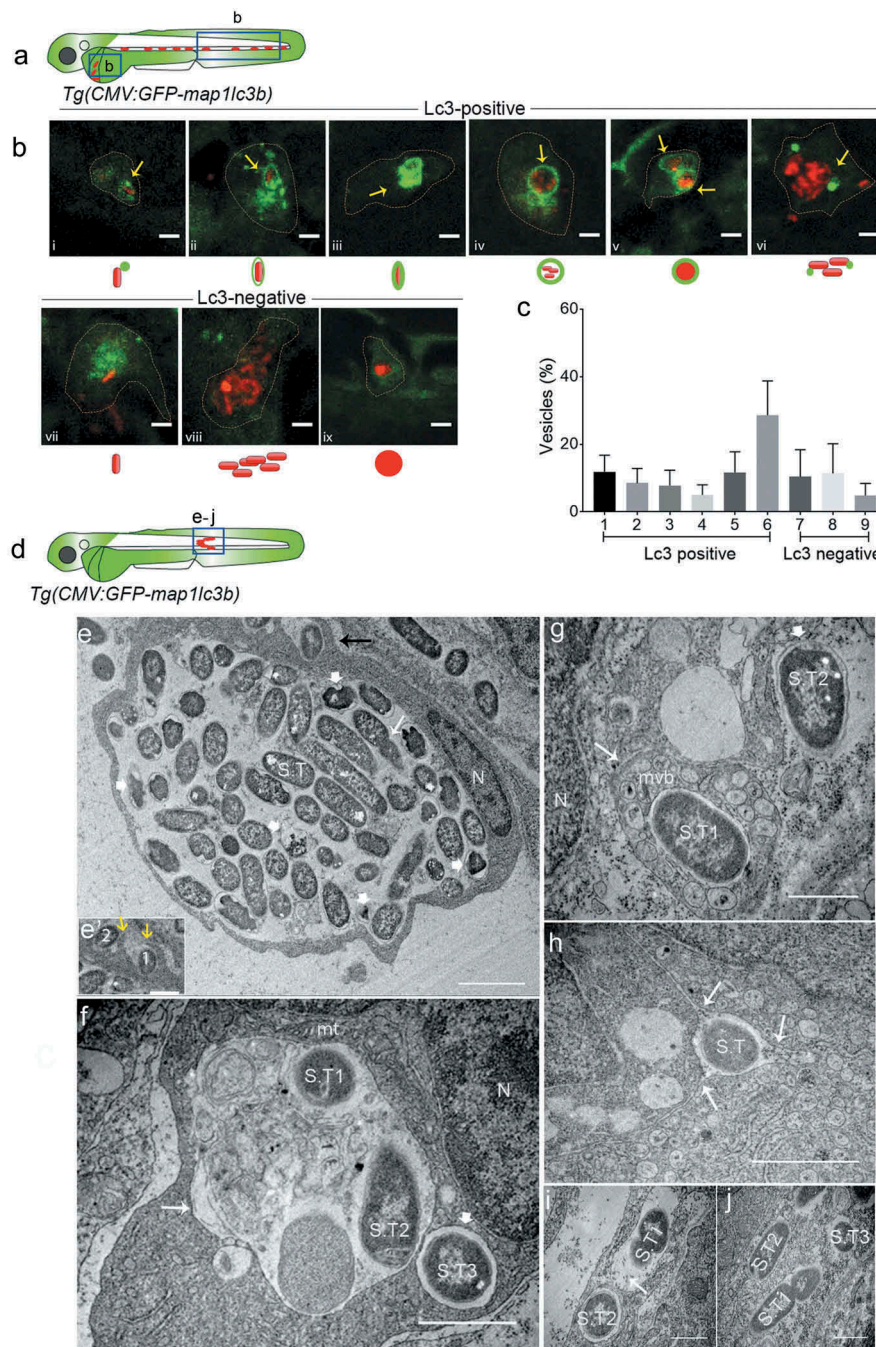 a
b
b
Tg(CMV:GFP-map1lc3b)
Lc3-positive
b
i
ii
iii
iv
v
vi
Lc3-negative
vii
viii
ix
c
Vesicles (%)
60
40
20
0
1 2 3 4 5 6 7 8 9
Lc3 positive
Lc3 negative
d
e-j
Tg(CMV:GFP-map1lc3b)
e
S.T
N
e'
2
1
f
mt
S.T1
N
S.T2
S.T3
g
S.T2
mvb
N
S.T1
h
S.T
i
S.T1
S.T2
j
S.T2
S.T3
S.T1